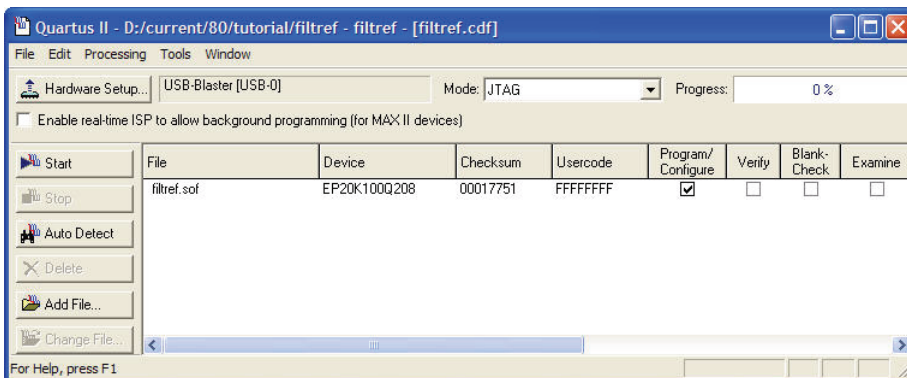 Quartus II - D:/current/80/tutorial/filtref - filtref - [filtref.cdf]
File Edit Processing Tools Window
Hardware Setup... USB-Blaster [USB-0] Mode: JTAG Progress: 0 %
Enable real-time ISP to allow background programming (for MAX II devices)
Start
Stop
Auto Detect
Delete
Add File...
Change File...
File Device Checksum Usercode Program/ Configure Verify Blank- Check Examine
filtref.sof EP20K100Q208 00017751 FFFFFFFF
For Help, press F1